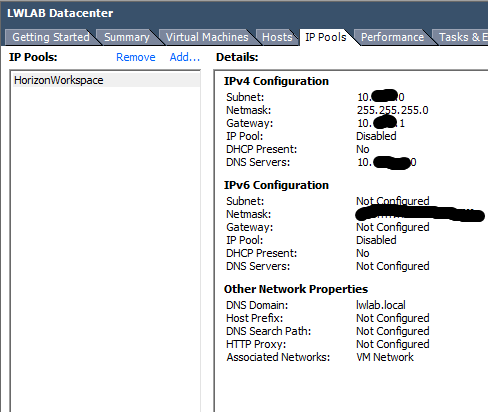 LWLAB Datacenter
Getting Started Summary Virtual Machines Hosts IP Pools Performance Tasks & E
IP Pools: Remove Add... Details:
HorizonWorkspace
IPv4 Configuration
Subnet: 10. 0
Netmask: 255.255.255.0
Gateway: 10. .1
IP Pool: Disabled
DHCP Present: No
DNS Servers: 10. 0
IPv6 Configuration
Subnet: Not Configured
Netmask:
Gateway: Not Configured
IP Pool: Disabled
DHCP Present: No
DNS Servers: Not Configured
Other Network Properties
DNS Domain: lwlab.local
Host Prefix: Not Configured
DNS Search Path: Not Configured
HTTP Proxy: Not Configured
Associated Networks: VM Network